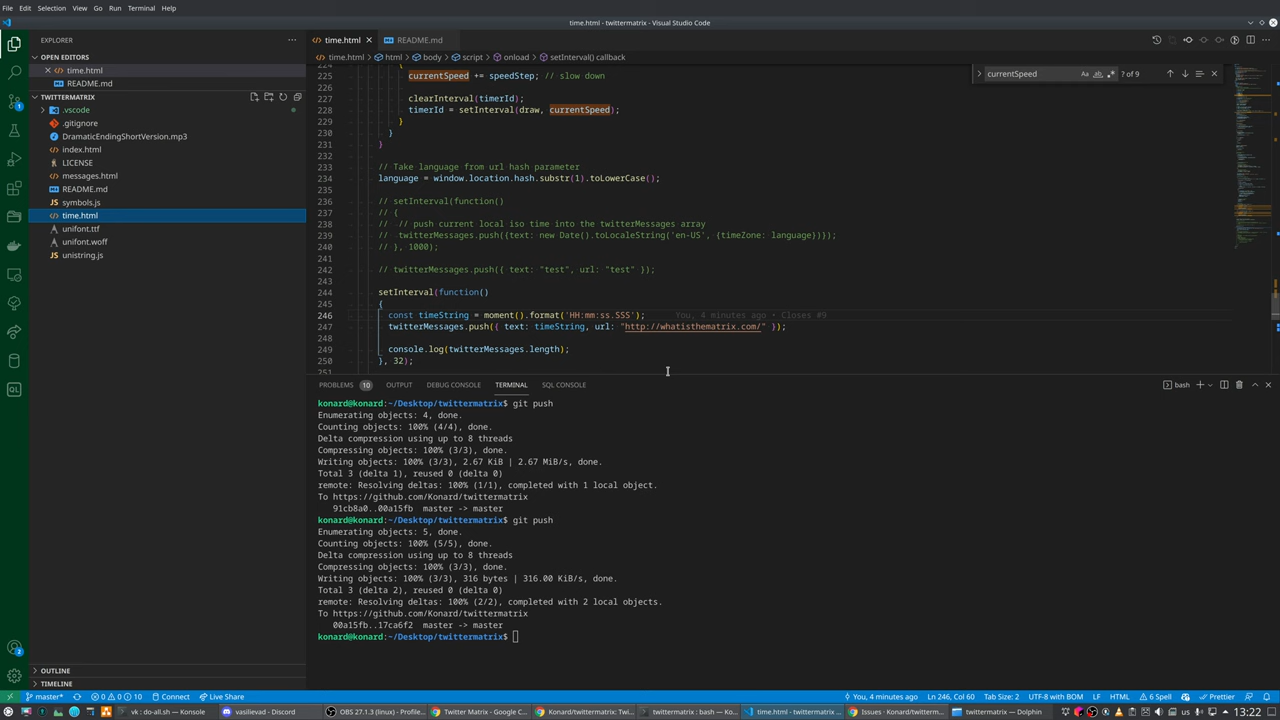 File Edit Selection View Go Run Terminal Help
time.html - twittermatrix - Visual Studio Code
EXPLORER
OPEN EDITORS
time.html
README.md
TWITTERMATRIX
.vscode
.gitignore
DramaticEndingShortVersion.mp3
index.html
LICENSE
messages.html
README.md
symbols.js
time.html
unifont.ttf
unifont.woff
unistring.js
OUTLINE
TIMELINE
time.html
README.md
time.html > html > body > script > onload > setInterval() callback
currentSpeed
? of 9
225 currentSpeed += speedStep; // slow down
226
227 clearInterval(timerId);
228 timerId = setInterval(draw, currentSpeed);
229 }
230 }
231 }
232
233 // Take language from url hash parameter
234 language = window.location.hash.substr(1).toLowerCase();
235
236 // setInterval(function()
237 // {
238 // // push current local iso time into the twitterMessages array
239 // twitterMessages.push({text: new Date().toLocaleString('en-US', {timeZone: language})});
240 // }, 1000);
241
242 // twitterMessages.push({ text: "test", url: "test" });
243
244 setInterval(function()
245 {
246 const timeString = moment().format('HH:mm:ss.SSS'); You, 4 minutes ago • Closes #9
247 twitterMessages.push({ text: timeString, url: "http://whatisthematrix.com/" });
248
249 console.log(twitterMessages.length);
250 }, 32);
PROBLEMS 10 OUTPUT DEBUG CONSOLE TERMINAL SQL CONSOLE
bash
konard@konard:~/Desktop/twittermatrix$ git push
Enumerating objects: 4, done.
Counting objects: 100% (4/4), done.
Delta compression using up to 8 threads
Compressing objects: 100% (3/3), done.
Writing objects: 100% (3/3), 2.67 KiB | 2.67 MiB/s, done.
Total 3 (delta 1), reused 0 (delta 0)
remote: Resolving deltas: 100% (1/1), completed with 1 local object.
To https://github.com/Konard/twittermatrix
91cb8a0..00a15fb master -> master
konard@konard:~/Desktop/twittermatrix$ git push
Enumerating objects: 5, done.
Counting objects: 100% (5/5), done.
Delta compression using up to 8 threads
Compressing objects: 100% (3/3), done.
Writing objects: 100% (3/3), 316 bytes | 316.00 KiB/s, done.
Total 3 (delta 2), reused 0 (delta 0)
remote: Resolving deltas: 100% (2/2), completed with 2 local objects.
To https://github.com/Konard/twittermatrix
00a15fb..17ca6f2 master -> master
konard@konard:~/Desktop/twittermatrix$
master* 0 0 10 Connect Live Share
You, 4 minutes ago Ln 246, Col 60 Tab Size: 2 UTF-8 with BOM LF HTML 6 Spell Prettier
vk : do-all.sh — Konsole
vasilievad - Discord
OBS 27.1.3 (linux) - Profile...
Twitter Matrix - Google C...
Konard/twittermatrix: Twi...
twittermatrix : bash — K...
time.html - twittermatrix ...
Issues · Konard/twitterm...
twittermatrix — Dolphin
13:22